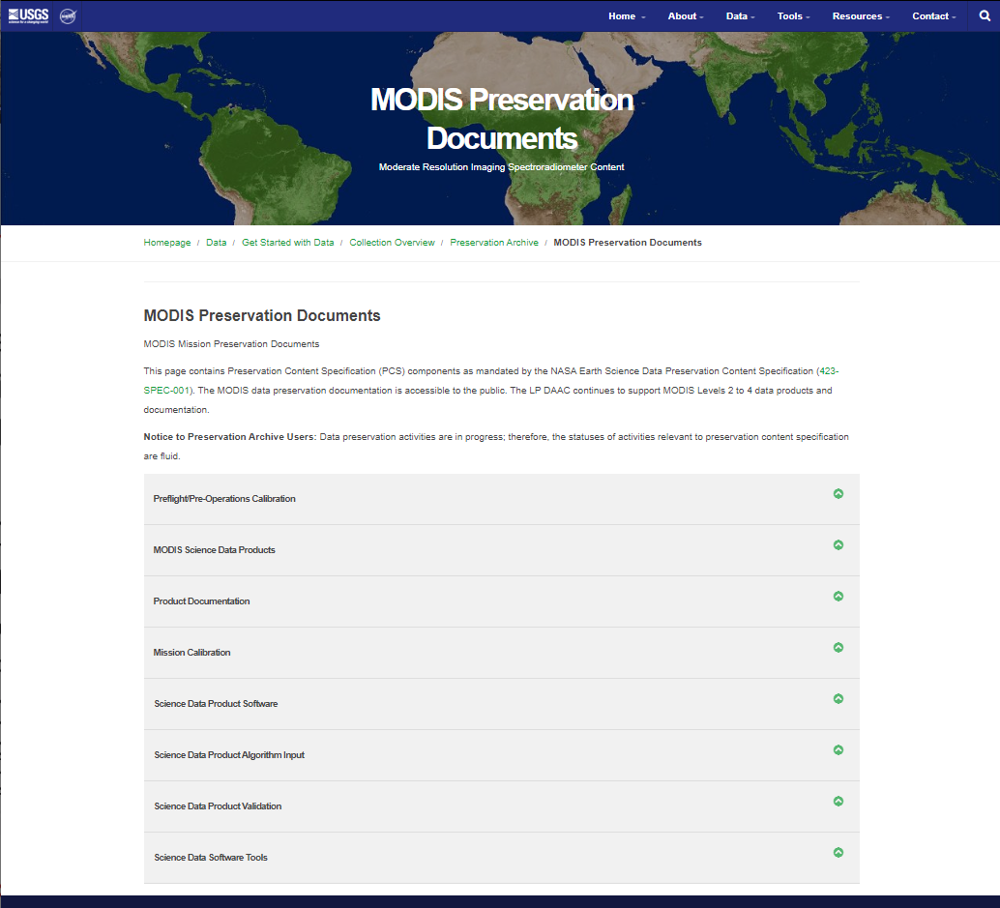 USGS
science for a changing world
NASA
Home About Data Tools Resources Contact
MODIS Preservation
Documents
Moderate Resolution Imaging Spectroradiometer Content
Homepage / Data / Get Started with Data / Collection Overview / Preservation Archive / MODIS Preservation Documents
MODIS Preservation Documents
MODIS Mission Preservation Documents
This page contains Preservation Content Specification (PCS) components as mandated by the NASA Earth Science Data Preservation Content Specification (423-
SPEC-001). The MODIS data preservation documentation is accessible to the public. The LP DAAC continues to support MODIS Levels 2 to 4 data products and
documentation.
Notice to Preservation Archive Users: Data preservation activities are in progress; therefore, the statuses of activities relevant to preservation content specification
are fluid.
Preflight/Pre-Operations Calibration
MODIS Science Data Products
Product Documentation
Mission Calibration
Science Data Product Software
Science Data Product Algorithm Input
Science Data Product Validation
Science Data Software Tools